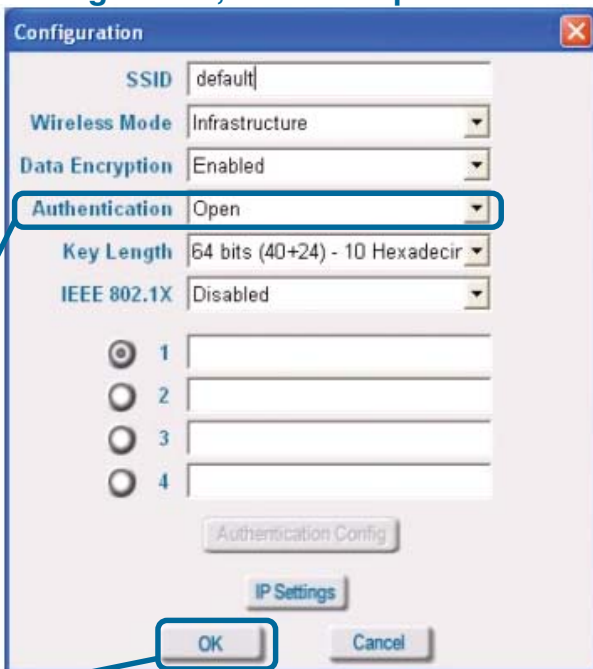 Configuration
SSID default
Wireless Mode Infrastructure
Data Encryption Enabled
Authentication Open
Key Length 64 bits (40+24) - 10 Hexadecir
IEEE 802.1X Disabled
1
2
3
4
Authentication Config
IP Settings
OK Cancel